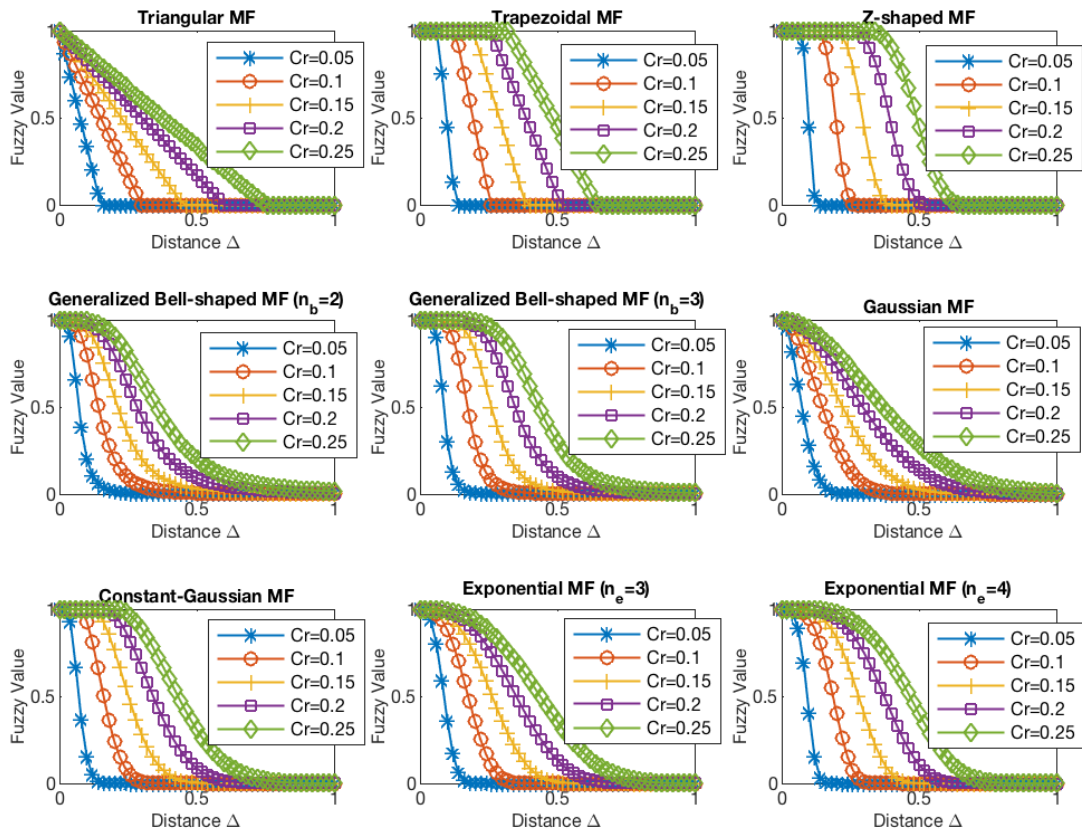 Triangular MF
Fuzzy Value
1
0.5
0
0
0.5
1
Distance Δ
Cr=0.05
Cr=0.1
Cr=0.15
Cr=0.2
Cr=0.25
Trapezoidal MF
Fuzzy Value
1
0.5
0
0
0.5
1
Distance Δ
Cr=0.05
Cr=0.1
Cr=0.15
Cr=0.2
Cr=0.25
Z-shaped MF
Fuzzy Value
1
0.5
0
0
0.5
1
Distance Δ
Cr=0.05
Cr=0.1
Cr=0.15
Cr=0.2
Cr=0.25
Generalized Bell-shaped MF (n_b=2)
Fuzzy Value
1
0.5
0
0
0.5
1
Distance Δ
Cr=0.05
Cr=0.1
Cr=0.15
Cr=0.2
Cr=0.25
Generalized Bell-shaped MF (n_b=3)
Fuzzy Value
1
0.5
0
0
0.5
1
Distance Δ
Cr=0.05
Cr=0.1
Cr=0.15
Cr=0.2
Cr=0.25
Gaussian MF
Fuzzy Value
1
0.5
0
0
0.5
1
Distance Δ
Cr=0.05
Cr=0.1
Cr=0.15
Cr=0.2
Cr=0.25
Constant-Gaussian MF
Fuzzy Value
1
0.5
0
0
0.5
1
Distance Δ
Cr=0.05
Cr=0.1
Cr=0.15
Cr=0.2
Cr=0.25
Exponential MF (n_e=3)
Fuzzy Value
1
0.5
0
0
0.5
1
Distance Δ
Cr=0.05
Cr=0.1
Cr=0.15
Cr=0.2
Cr=0.25
Exponential MF (n_e=4)
Fuzzy Value
1
0.5
0
0
0.5
1
Distance Δ
Cr=0.05
Cr=0.1
Cr=0.15
Cr=0.2
Cr=0.25